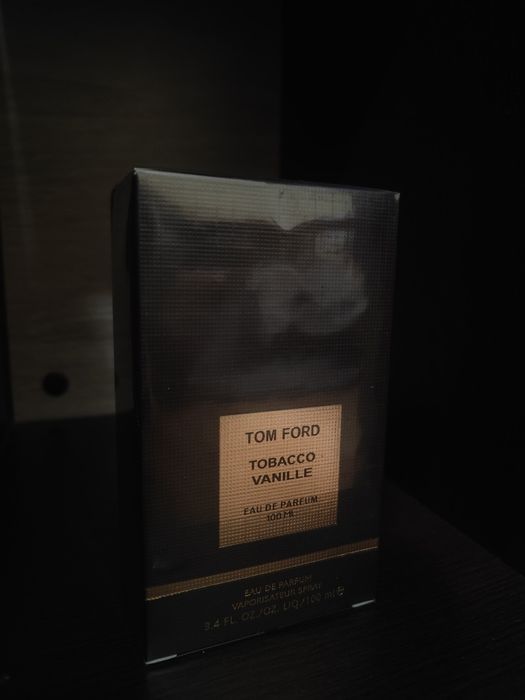 TOM FORD
TOBACCO
VANILLE
EAU DE PARFUM
100 ML
EAU DE PARFUM
VAPORISATEUR SPRAY
3.4 FL. OZ./OZ. LIQ./100 ml ℮